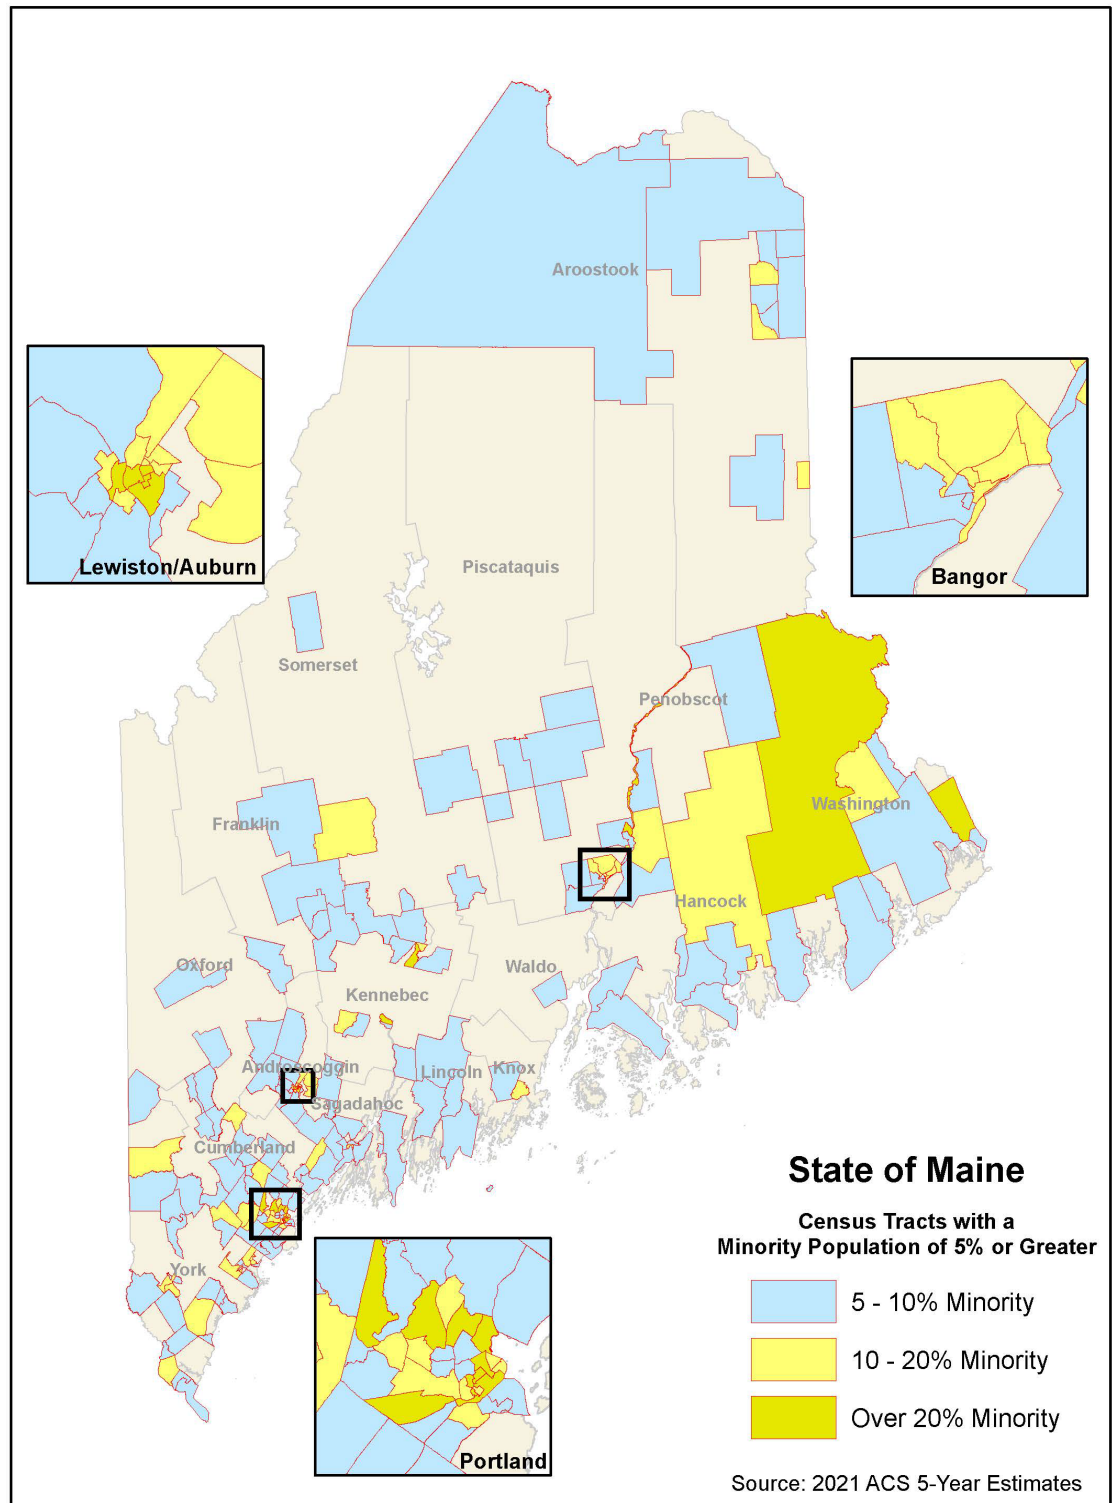 Aroostook
Lewiston/Auburn
Bangor
Piscataquis
Somerset
Penobscot
Washington
Franklin
Hancock
Oxford
Waldo
Kennebec
Androscoggin
Lincoln
Knox
Sagadahoc
Cumberland
York
Portland
State of Maine
Census Tracts with a
Minority Population of 5% or Greater
5 - 10% Minority
10 - 20% Minority
Over 20% Minority
Source: 2021 ACS 5-Year Estimates